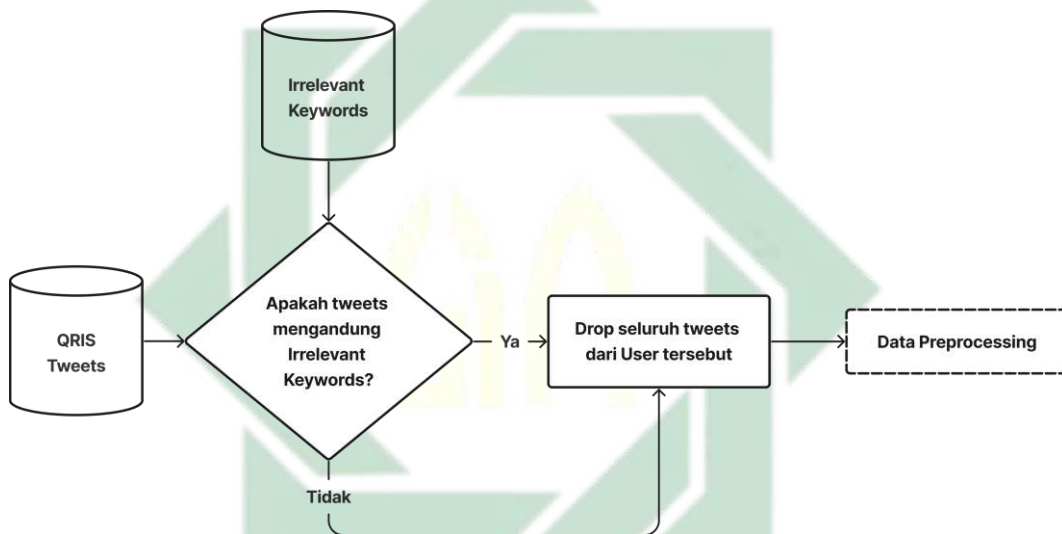 Irrelevant
Keywords
QRIS
Tweets
Apakah tweets
mengandung
Irrelevant
Keywords?
Ya
Drop seluruh tweets
dari User tersebut
Data Preprocessing
Tidak